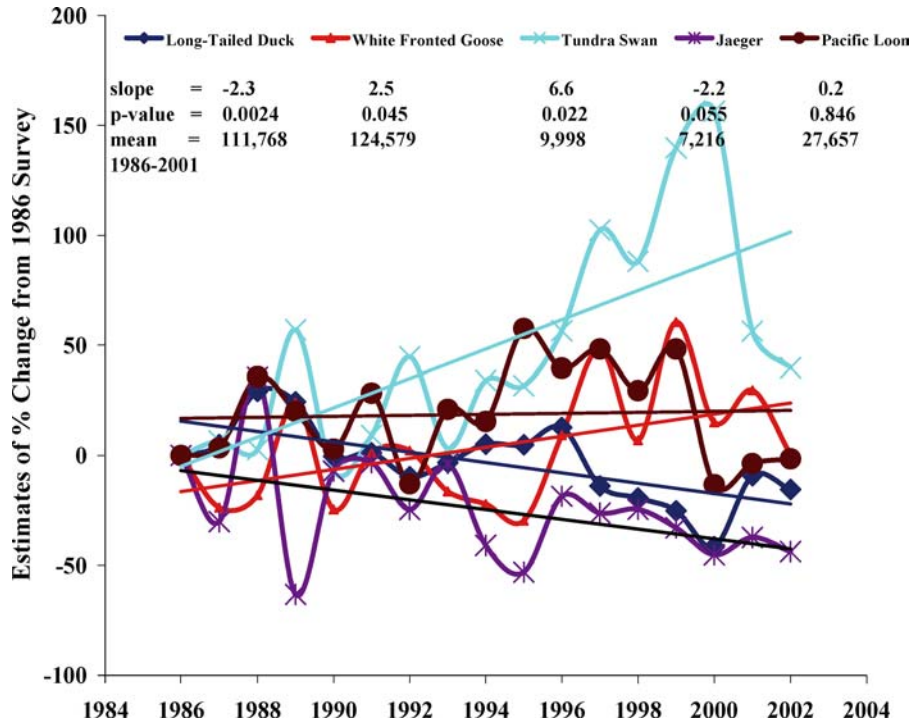 200
Long-Tailed Duck White Fronted Goose Tundra Swan Jaeger Pacific Loon
slope = -2.3 2.5 6.6 -2.2 0.2
p-value = 0.0024 0.045 0.022 0.055 0.846
mean = 111,768 124,579 9,998 7,216 27,657
1986-2001
150
100
50
0
-50
-100
Estimates of % Change from 1986 Survey
1984 1986 1988 1990 1992 1994 1996 1998 2000 2002 2004